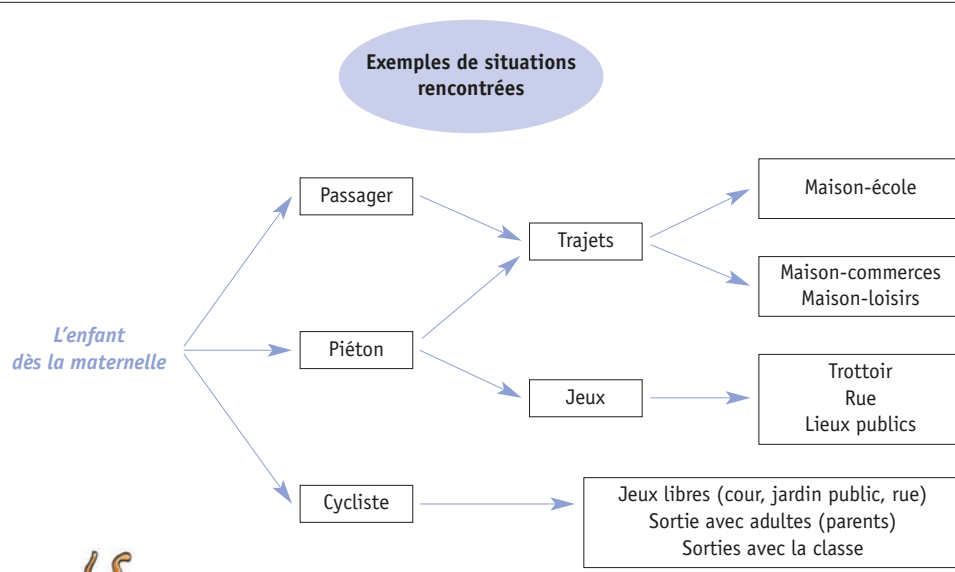 Exemples de situations
rencontrées
Passager
Maison-école
Trajets
Maison-commerces
Maison-loisirs
L'enfant
dès la maternelle
Piéton
Jeux
Trottoir
Rue
Lieux publics
Cycliste
Jeux libres (cour, jardin public, rue)
Sortie avec adultes (parents)
Sorties avec la classe